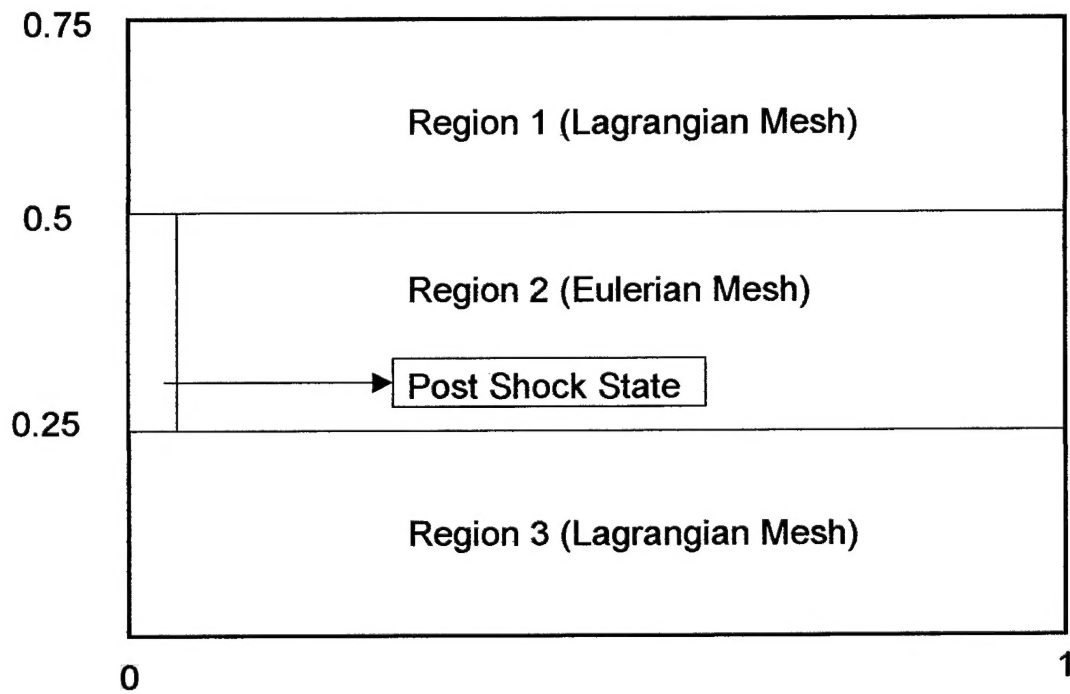 0.75
Region 1 (Lagrangian Mesh)
0.5
Region 2 (Eulerian Mesh)
Post Shock State
0.25
Region 3 (Lagrangian Mesh)
0
1